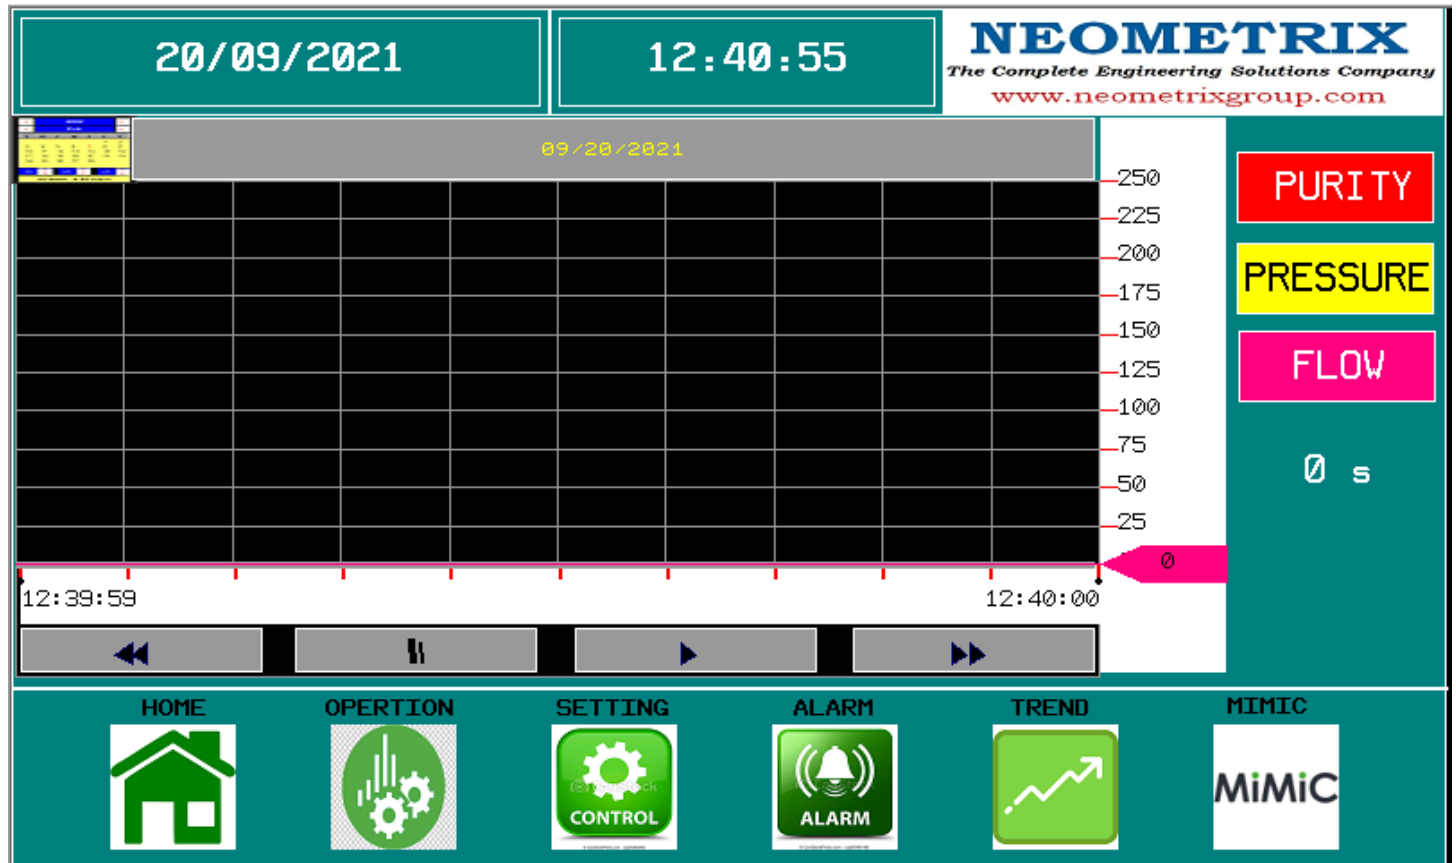 20/09/2021
12:40:55
NEOMETRIX
The Complete Engineering Solutions Company
www.neometrixgroup.com
09/20/2021
250
225
200
175
150
125
100
75
50
25
0
PURITY
PRESSURE
FLOW
0 s
12:39:59
12:40:00
HOME
OPERTION
SETTING
ALARM
TREND
MIMIC
CONTROL
ALARM
MiMiC